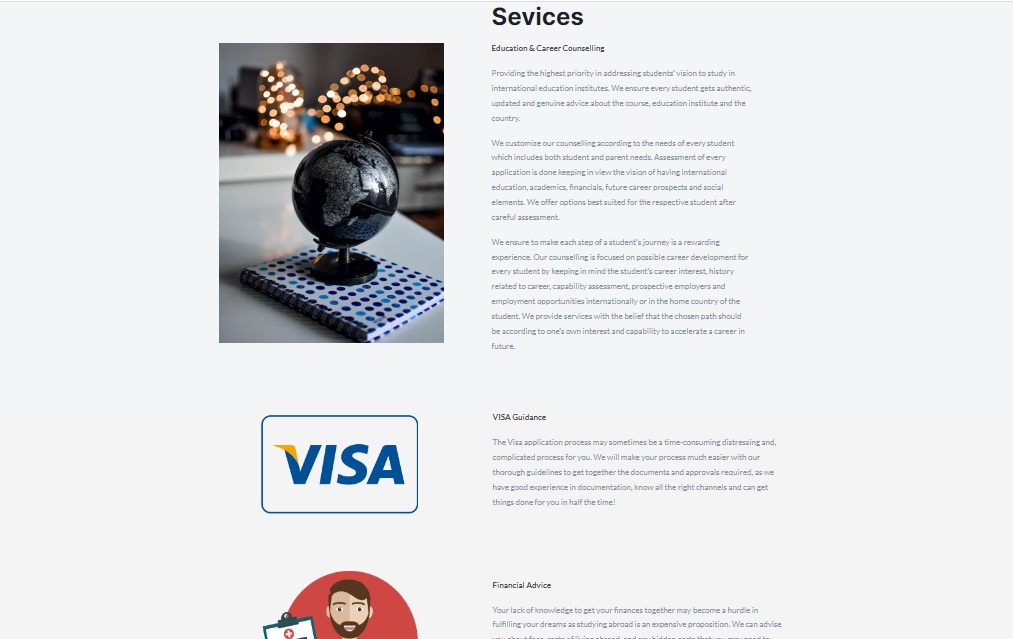 Sevices
Education & Career Counselling
Providing the highest priority in addressing students' vision to study in
international education institutes. We ensure every student gets authentic,
updated and genuine advice about the course, education institute and the
country.
We customize our counselling according to the needs of every student
which includes both student and parent needs. Assessment of every
application is done keeping in view the vision of having international
education, academics, financials, future career prospects and social
elements. We offer options best suited for the respective student after
careful assessment.
We ensure to make each step of a student's journey is a rewarding
experience. Our counselling is focused on possible career development for
every student by keeping in mind the student's career interest, history
related to career, capability assessment, prospective employers and
employment opportunities internationally or in the home country of the
student. We provide services with the belief that the chosen path should
be according to one's own interest and capability to accelerate a career in
future.
VISA
VISA Guidance
The Visa application process may sometimes be a time-consuming distressing and,
complicated process for you. We will make your process much easier with our
thorough guidelines to get together the documents and approvals required, as we
have good experience in documentation, know all the right channels and can get
things done for you in half the time!
Financial Advice
Your lack of knowledge to get your finances together may become a hurdle in
fulfilling your dreams as studying abroad is an expensive proposition. We can advise